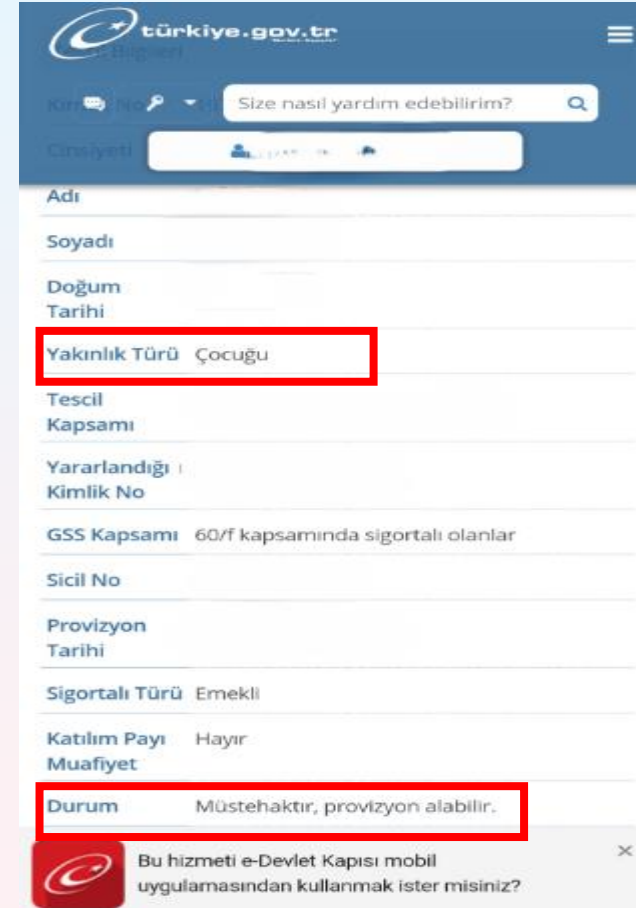 türkiye.gov.tr
Size nasıl yardım edebilirim?
Cinsiyeti
Adı
Soyadı
Doğum
Tarihi
Yakınlık Türü Çocuğu
Tescil
Kapsamı
Yararlandığı
Kimlik No
GSS Kapsamı 60/f kapsamında sigortalı olanlar
Sicil No
Provizyon
Tarihi
Sigortalı Türü Emekli
Katılım Payı Hayır
Muafiyet
Durum Müstehaktır, provizyon alabilir.
Bu hizmeti e-Devlet Kapısı mobil
uygulamasından kullanmak ister misiniz?